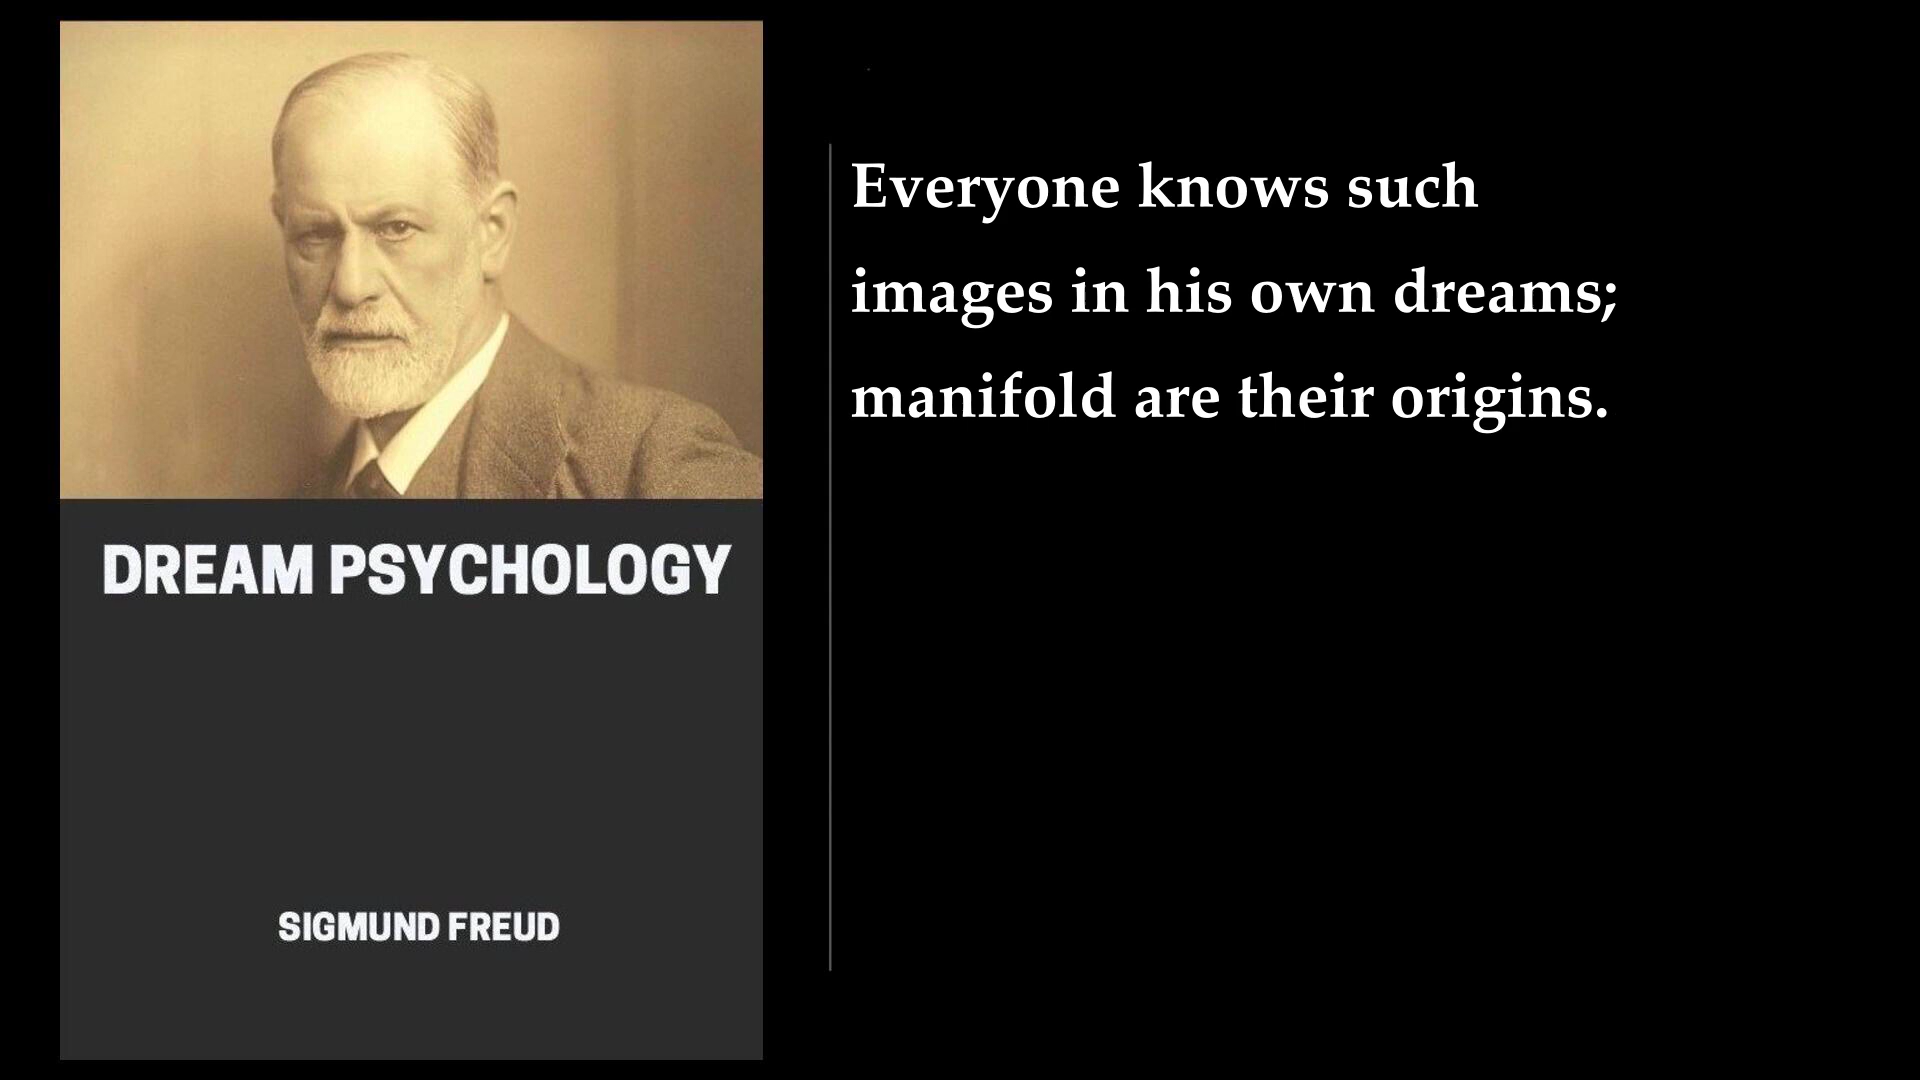 DREAM PSYCHOLOGY
SIGMUND FREUD
Everyone knows such
images in his own dreams;
manifold are their origins.